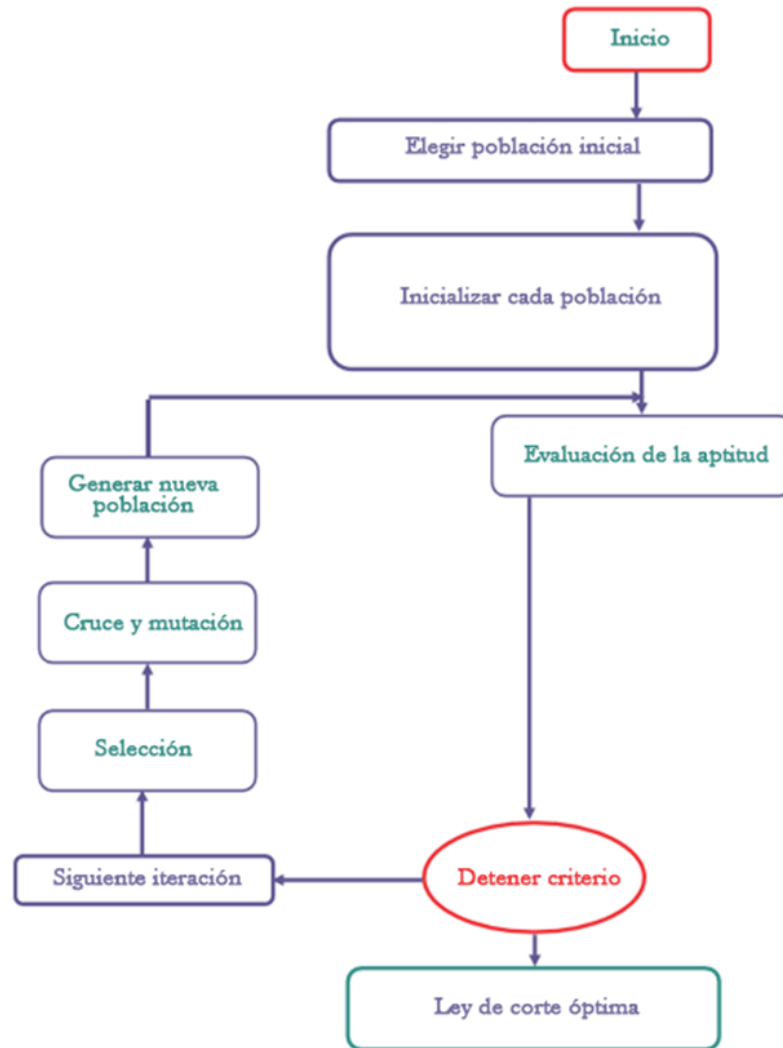 Inicio
Elegir población inicial
Inicializar cada población
Evaluación de la aptitud
Generar nueva
población
Cruce y mutación
Selección
Siguiente iteración
Detener criterio
Ley de corte óptima